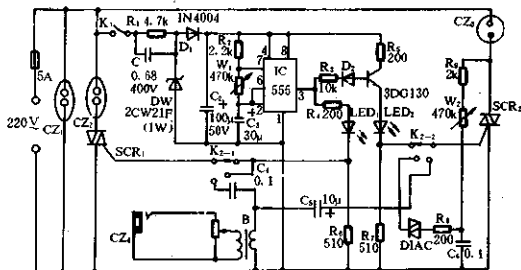 K₁ R₁ 4.7k IN4004
5A
220V～
CZ₁
CZ₂
C
0.68
400V
D₁
DW
2CW21F
(1W)
C₂
100μ
50V
R₂
2.2k
W₁
470k
C₃
30μ
7 4 8
6
2
1
3
IC
555
R₃
10k
D₂
R₄ 200
R₅
200
3DG130
LED₁ LED₂
CZ₃
R₉
2k
W₂
470k
SCR₂
SCR₁
K₂₋₁
K₂₋₂
C₄
0.1
C₅ 10μ
CZ₄
B
R₆
510
R₇
510
DIAC
R₈
200
C₆ 0.1